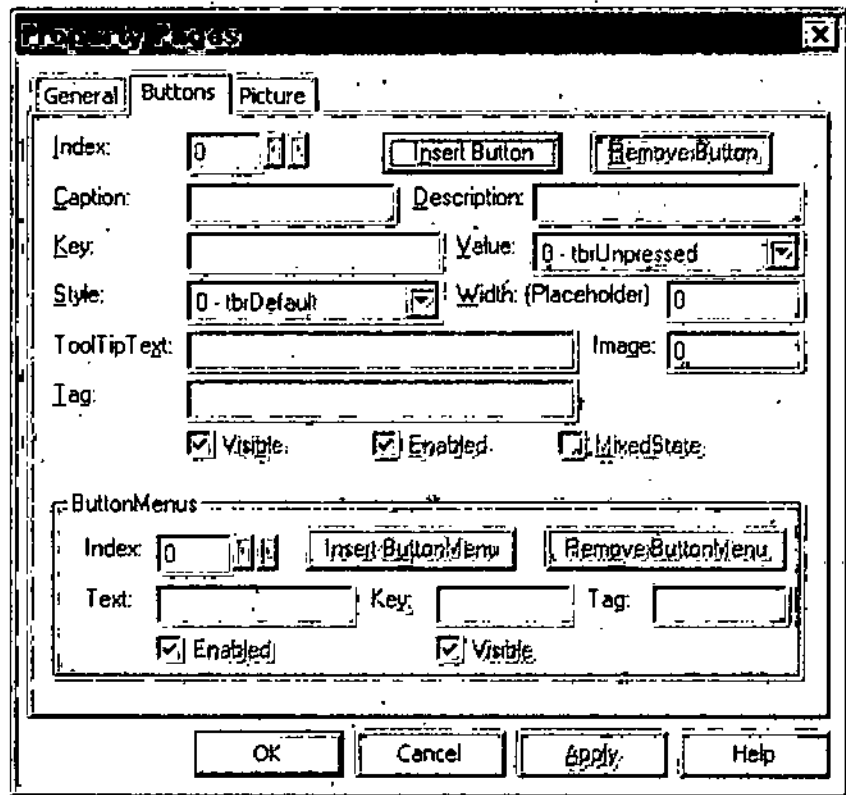 Property Pages
General Buttons Picture
Index: 0 Insert Button Remove Button
Caption: Description:
Key: Value: 0 - tbrUnpressed
Style: 0 - tbrDefault Width: (Placeholder) 0
ToolTipText: Image: 0
Tag:
Visible Enabled MixedState
ButtonMenus
Index: 0 Insert ButtonMenu Remove ButtonMenu
Text: Key: Tag:
Enabled Visible
OK Cancel Apply Help